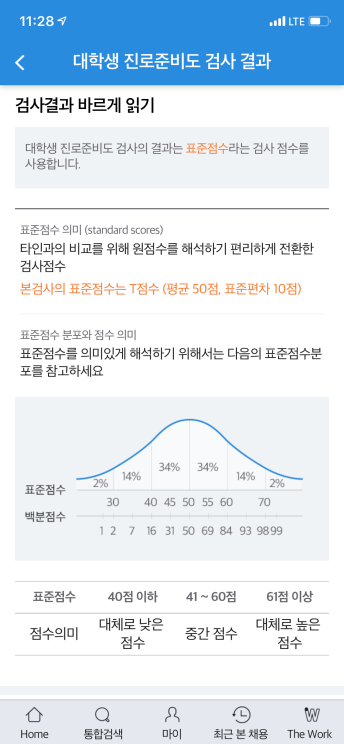 11:28
LTE
대학생 진로준비도 검사 결과
검사결과 바르게 읽기
대학생 진로준비도 검사의 결과는 표준점수라는 검사 점수를
사용합니다.
표준점수 의미 (standard scores)
타인과의 비교를 위해 원점수를 해석하기 편리하게 전환한
검사점수
본검사의 표준점수는 T점수 (평균 50점, 표준편차 10점)
표준점수 분포와 점수 의미
표준점수를 의미있게 해석하기 위해서는 다음의 표준점수분
포를 참고하세요
34% 34%
14% 14%
2% 2%
표준점수 30 40 45 50 55 60 70
백분점수
1 2 7 16 31 50 69 84 93 98 99
표준점수 40점 이하 41 ~ 60점 61점 이상
점수의미 대체로 낮은 점수 중간 점수 대체로 높은 점수
Home 통합검색 마이 최근 본 채용 The Work